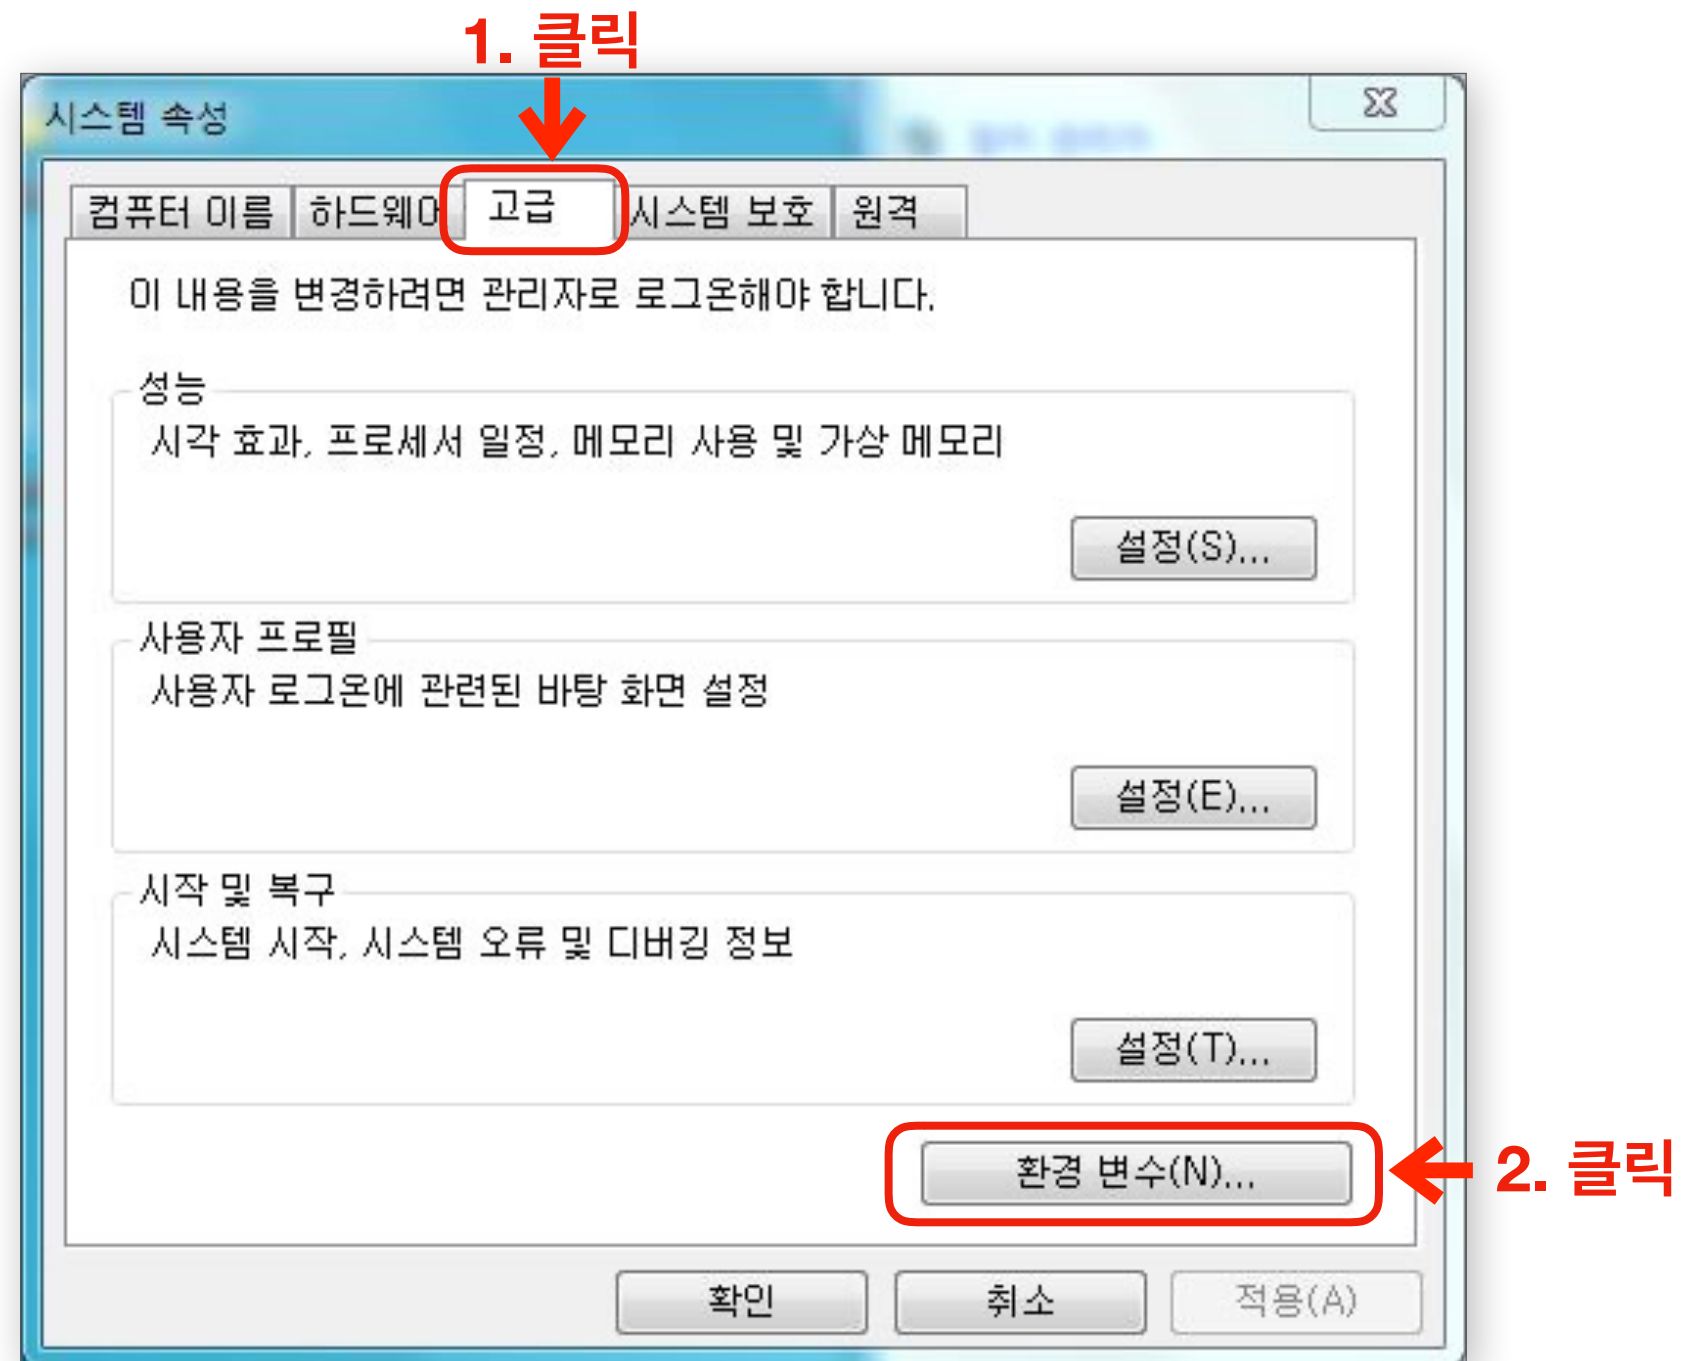 1. 클릭
시스템 속성
컴퓨터 이름 하드웨어 고급 시스템 보호 원격
이 내용을 변경하려면 관리자로 로그온해야 합니다.
성능
시각 효과, 프로세서 일정, 메모리 사용 및 가상 메모리
설정(S)...
사용자 프로필
사용자 로그온에 관련된 바탕 화면 설정
설정(E)...
시작 및 복구
시스템 시작, 시스템 오류 및 디버깅 정보
설정(T)...
환경 변수(N)...
2. 클릭
확인 취소 적용(A)